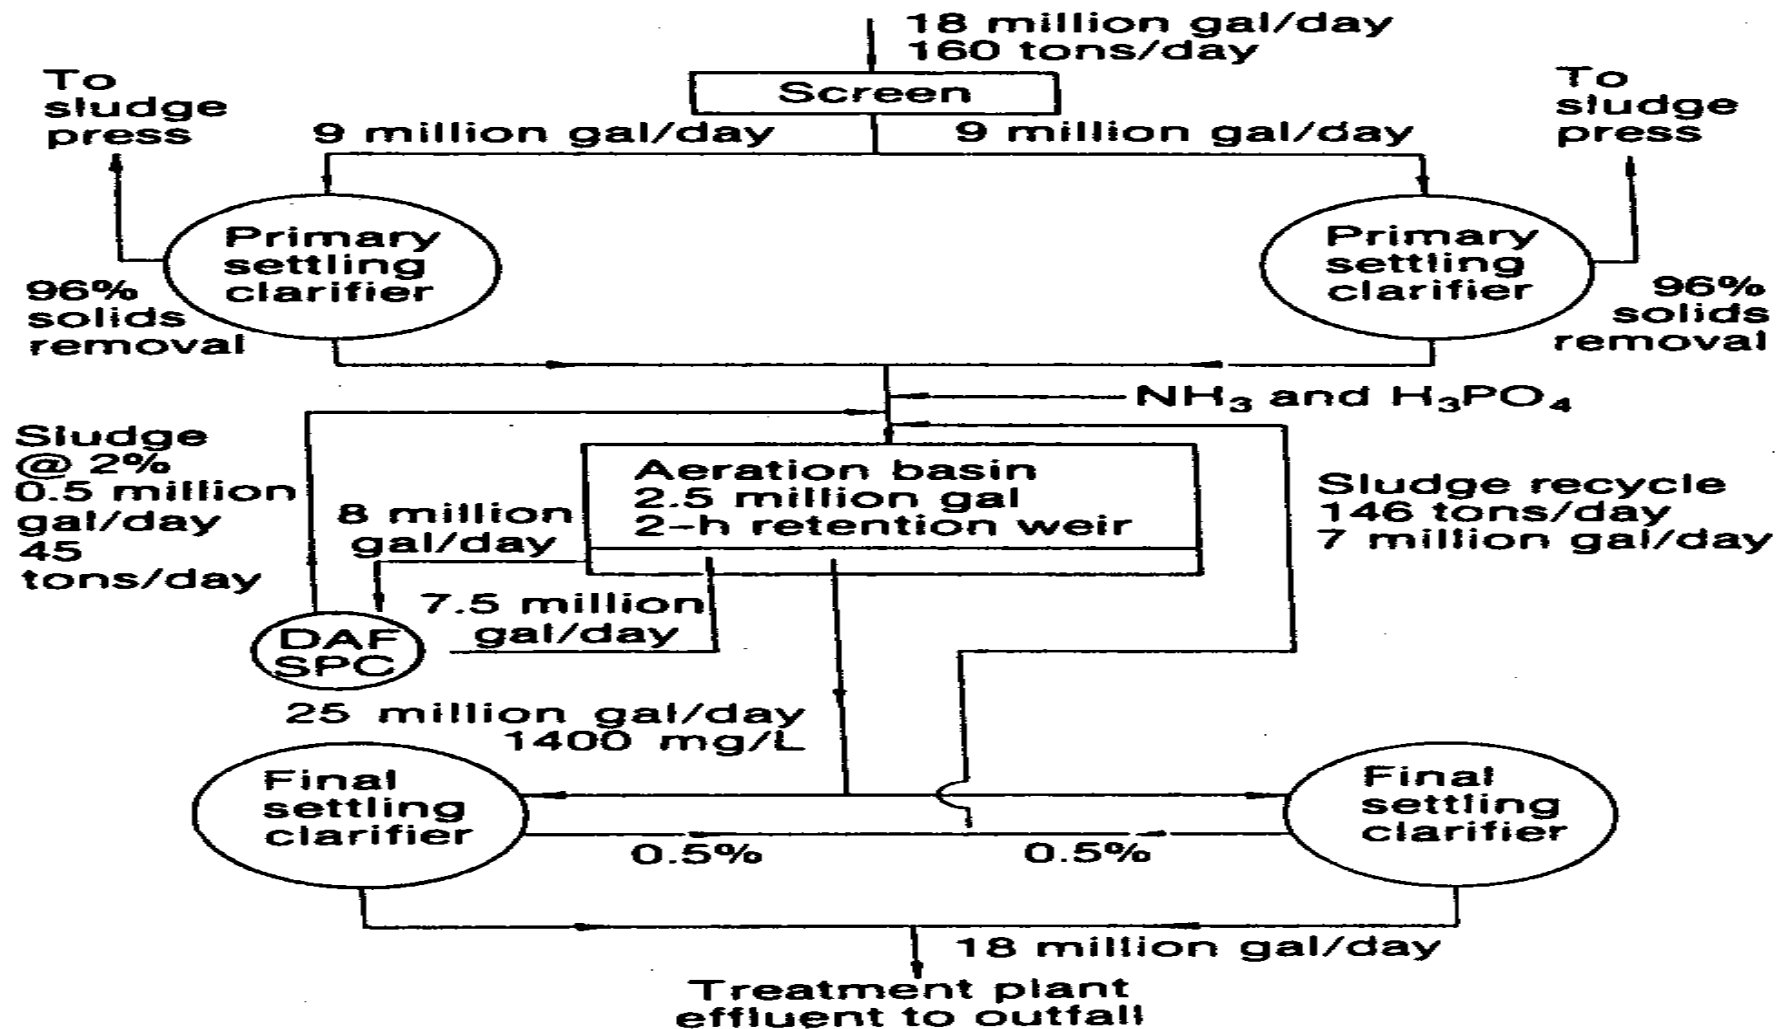 18 million gal/day
160 tons/day
Screen
To
sludge
press
To
sludge
press
9 million gal/day
9 million gal/day
Primary
settling
clarifier
Primary
settling
clarifier
96%
solids
removal
96%
solids
removal
NH₃ and H₃PO₄
Sludge
@ 2%
0.5 million
gal/day
45
tons/day
8 million
gal/day
Aeration basin
2.5 million gal
2-h retention weir
Sludge recycle
146 tons/day
7 million gal/day
7.5 million
gal/day
DAF
SPC
25 million gal/day
1400 mg/L
Final
settling
clarifier
Final
settling
clarifier
0.5%
0.5%
18 million gal/day
Treatment plant
effluent to outfall